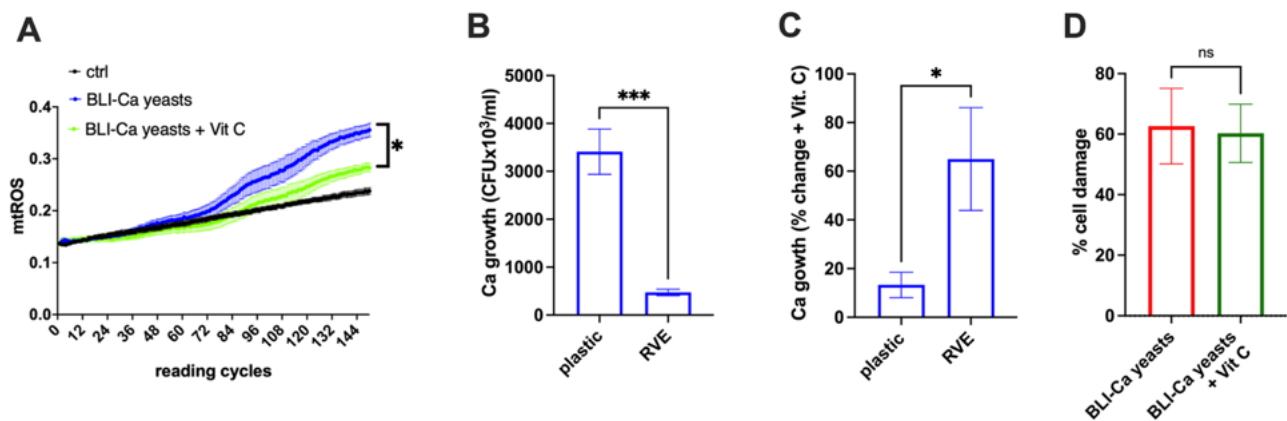 A
ctrl
BLI-Ca yeasts
BLI-Ca yeasts + Vit C
*
mtROS
0.4
0.3
0.2
0.1
0.0
0 12 24 36 48 60 72 84 96 108 120 132 144
reading cycles
B
***
Ca growth (CFUx10³/ml)
5000
4000
3000
2000
1000
0
plastic RVE
C
*
Ca gowth (% change + Vit. C)
100
80
60
40
20
0
plastic RVE
D
ns
% cell damage
80
60
40
20
0
BLI-Ca yeasts
BLI-Ca yeasts
+ Vit C